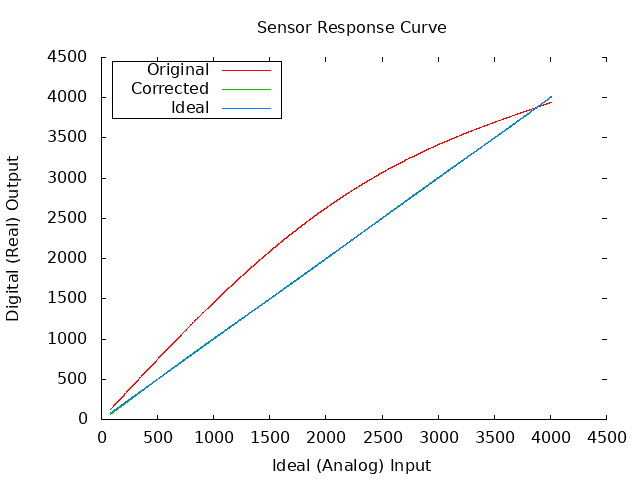 Sensor Response Curve
4500
4000
3500
3000
2500
2000
1500
1000
500
0
Original
Corrected
Ideal
Digital (Real) Output
0 500 1000 1500 2000 2500 3000 3500 4000 4500
Ideal (Analog) Input